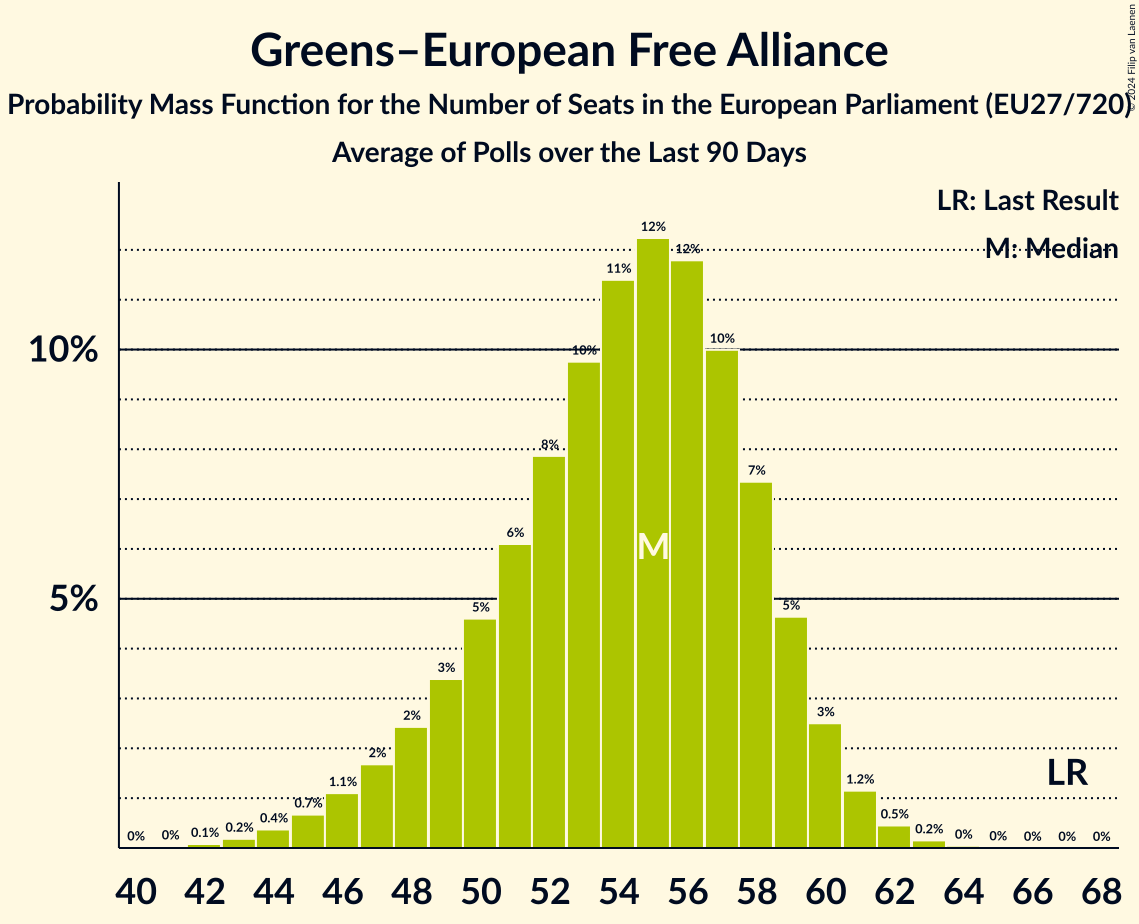 Greens–European Free Alliance
Probability Mass Function for the Number of Seats in the European Parliament (EU27/720)
Average of Polls over the Last 90 Days
© 2024 Filip van Laenen
LR: Last Result
M: Median
12%
12%
11%
10%
10%
10%
8%
7%
6%
M
5%
5%
5%
3%
3%
2%
2%
LR
1.1%
1.2%
0.7%
0.4%
0.5%
0% 0% 0.1% 0.2% 0.2% 0% 0% 0% 0% 0%
40 42 44 46 48 50 52 54 56 58 60 62 64 66 68